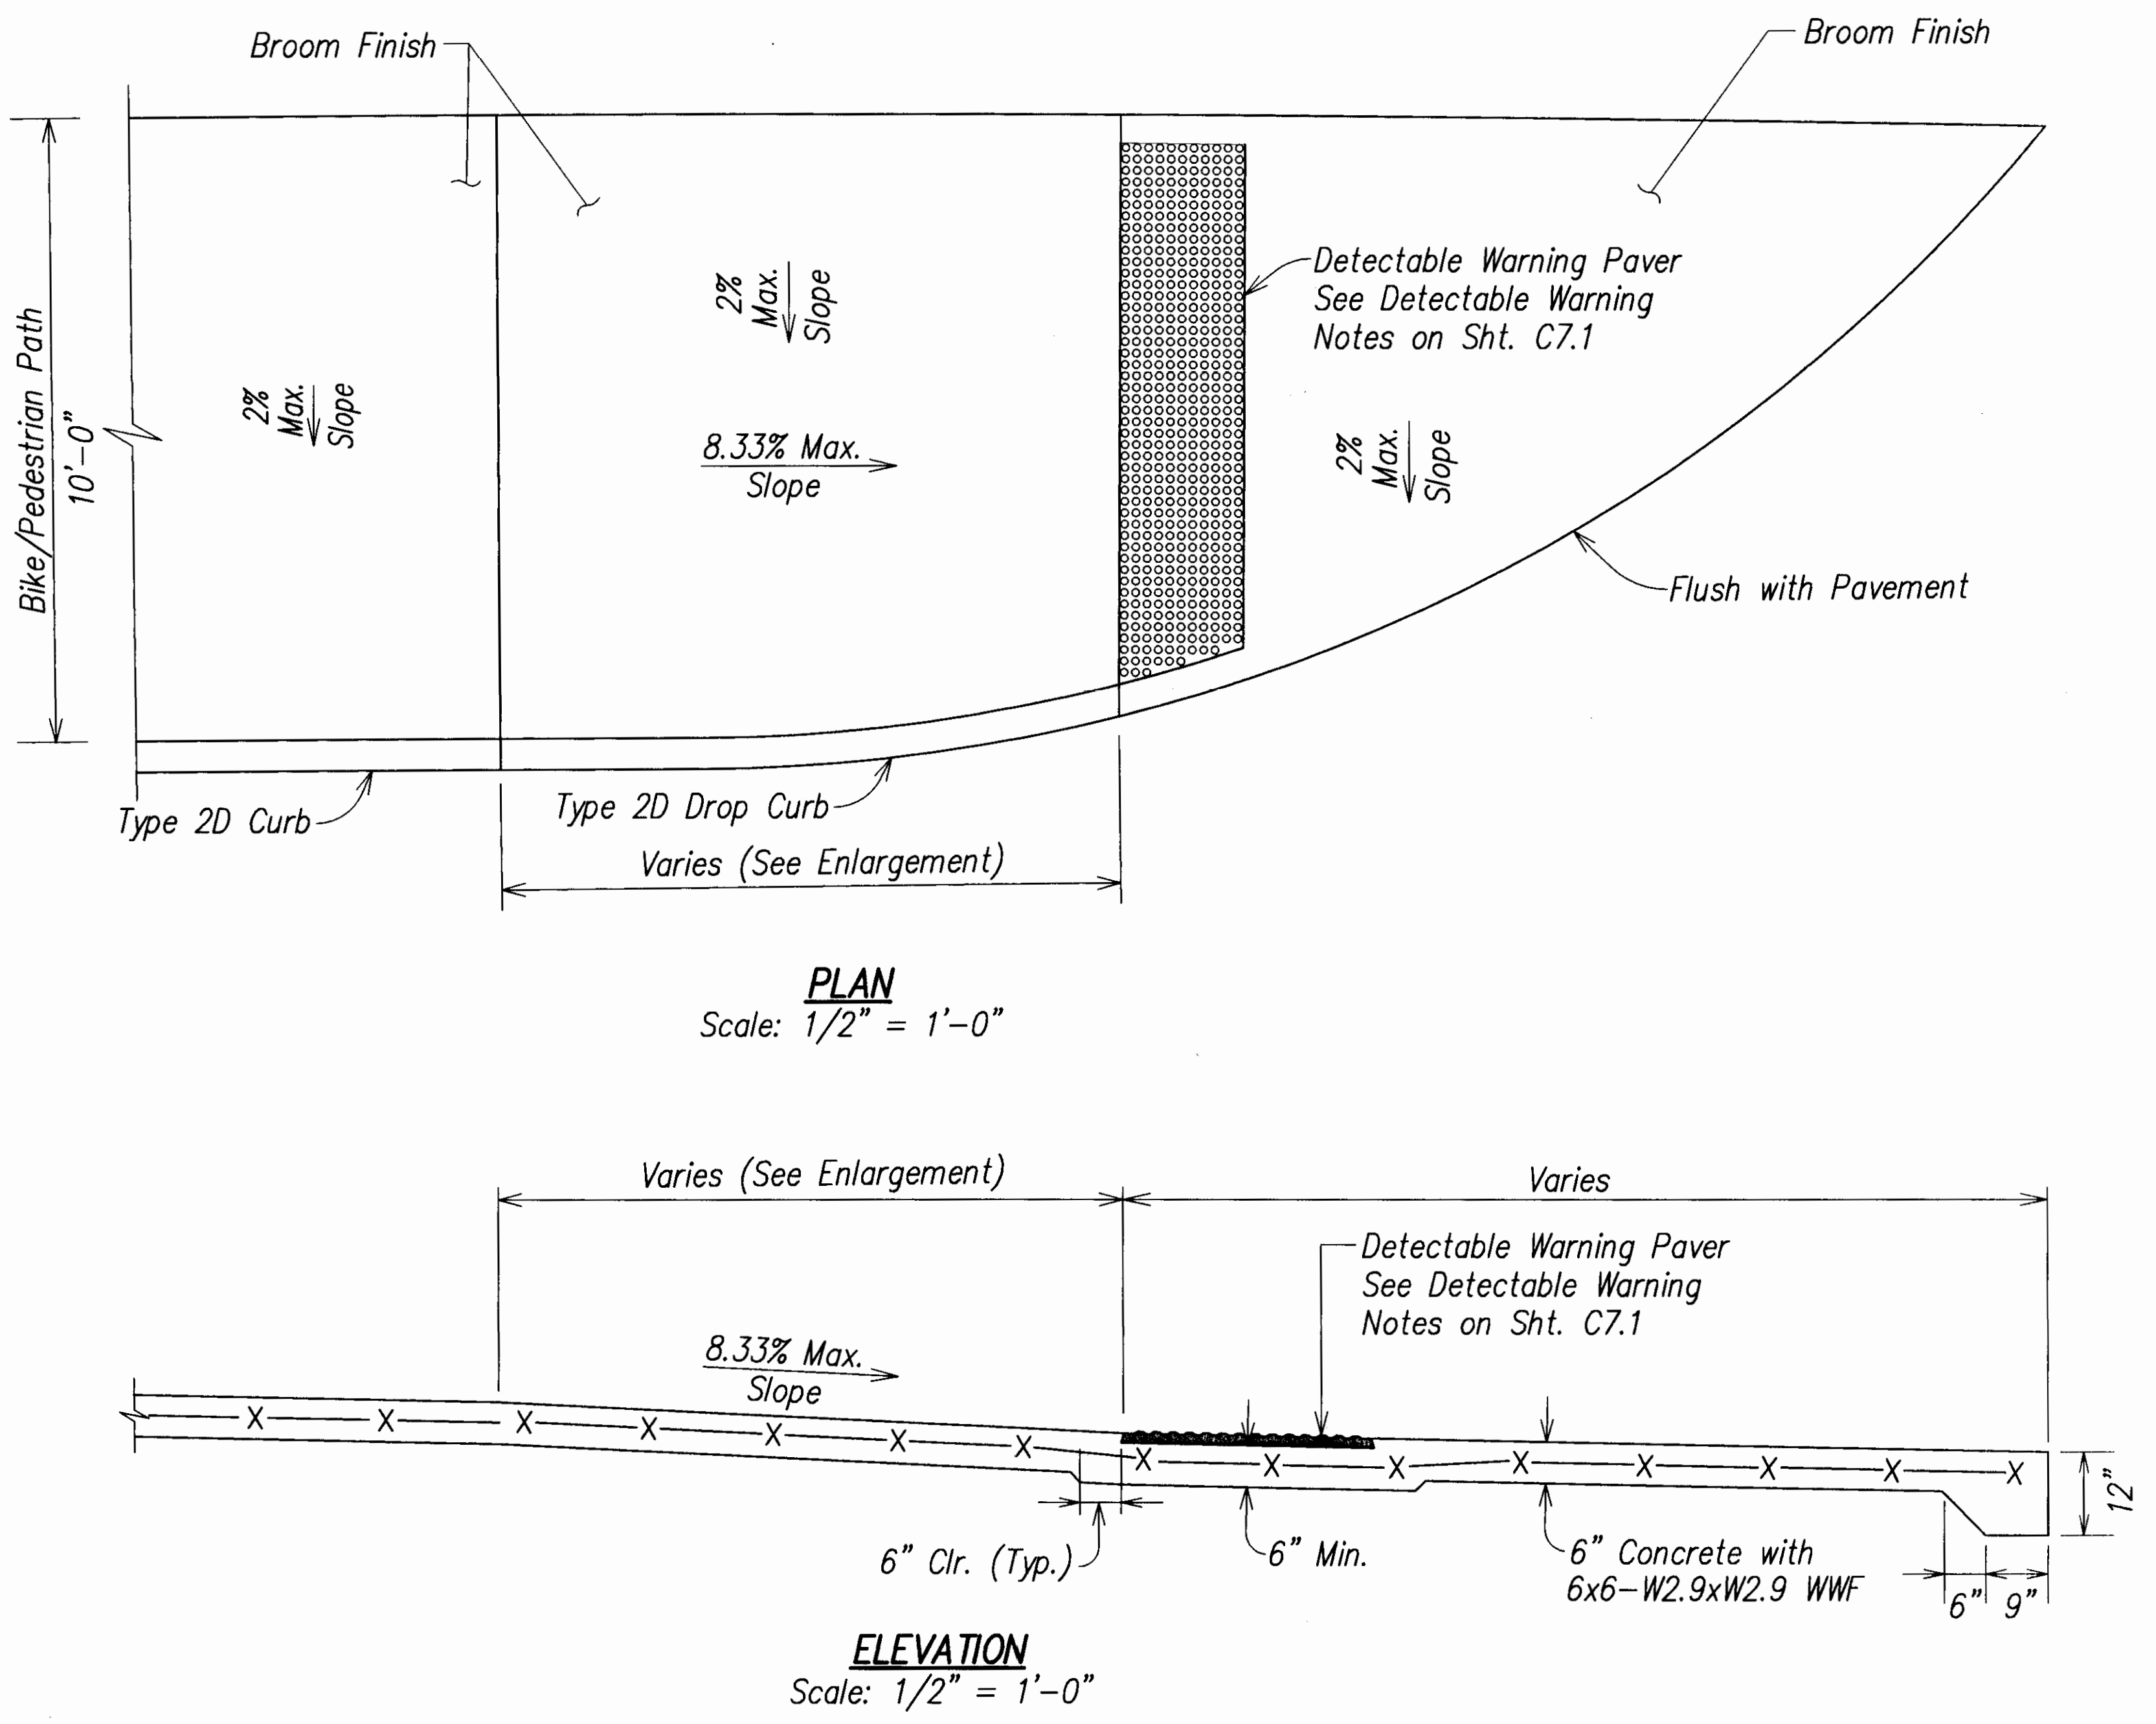 Broom Finish
Broom Finish
Bike/Pedestrian Path
10'-0"
2%
Max.
Slope
2%
Max.
Slope
8.33% Max.
Slope
Detectable Warning Paver
See Detectable Warning
Notes on Sht. C7.1
2%
Max.
Slope
Flush with Pavement
Type 2D Curb
Type 2D Drop Curb
Varies (See Enlargement)
PLAN
Scale: 1/2" = 1'-0"
Varies (See Enlargement)
Varies
Detectable Warning Paver
See Detectable Warning
Notes on Sht. C7.1
8.33% Max.
Slope
6" Clr. (Typ.)
6" Min.
6" Concrete with
6x6-W2.9xW2.9 WWF
12"
6"
9"
ELEVATION
Scale: 1/2" = 1'-0"